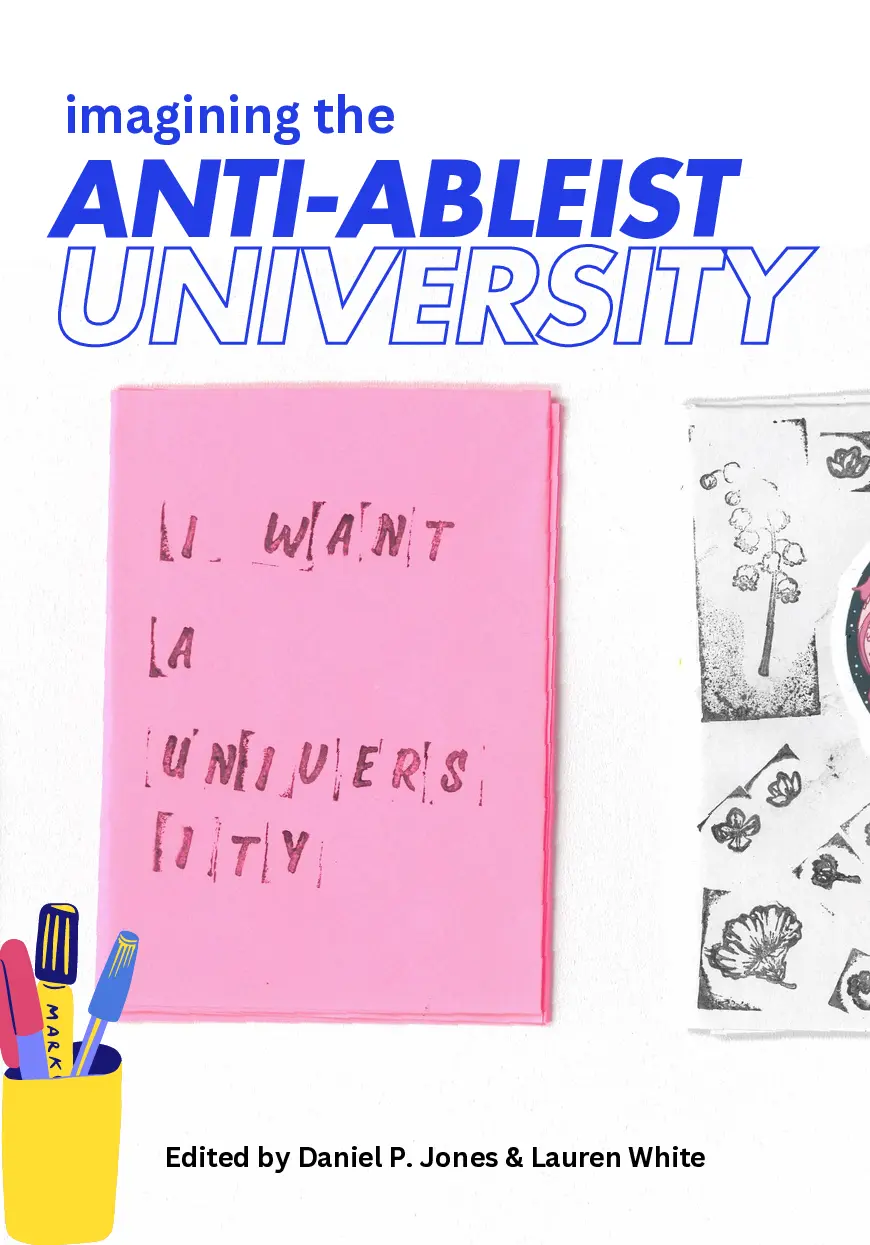 imagining the
ANTI-ABLEIST
UNIVERSITY
I WANT
A
UNIVERS
ITY
MARK
Edited by Daniel P. Jones & Lauren White